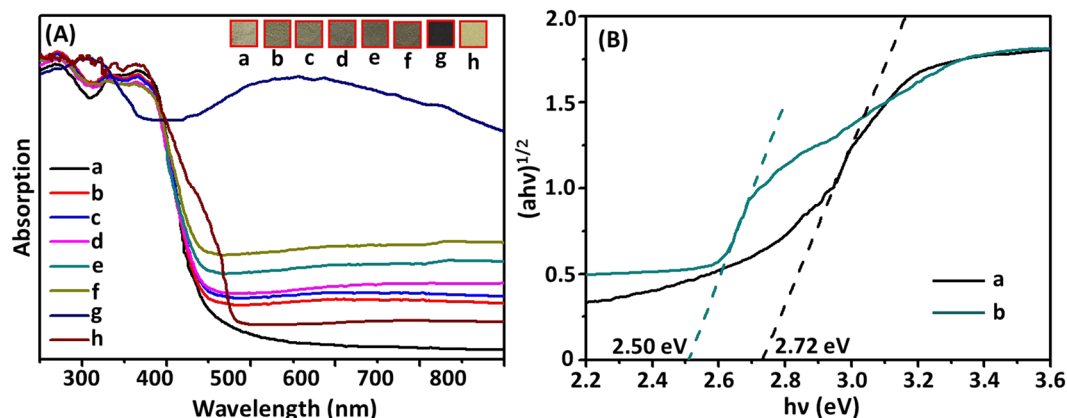 (A)
a b c d e f g h
Absorption
a
b
c
d
e
f
g
h
300 400 500 600 700 800
Wavelength (nm)
(B)
2.0
1.5
1.0
0.5
0
(ahν)1/2
a
b
2.50 eV 2.72 eV
2.2 2.4 2.6 2.8 3.0 3.2 3.4 3.6
hν (eV)